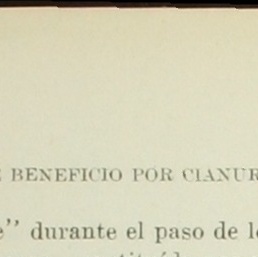 BENEFICIO POR CIANUR
e" durante el paso de l